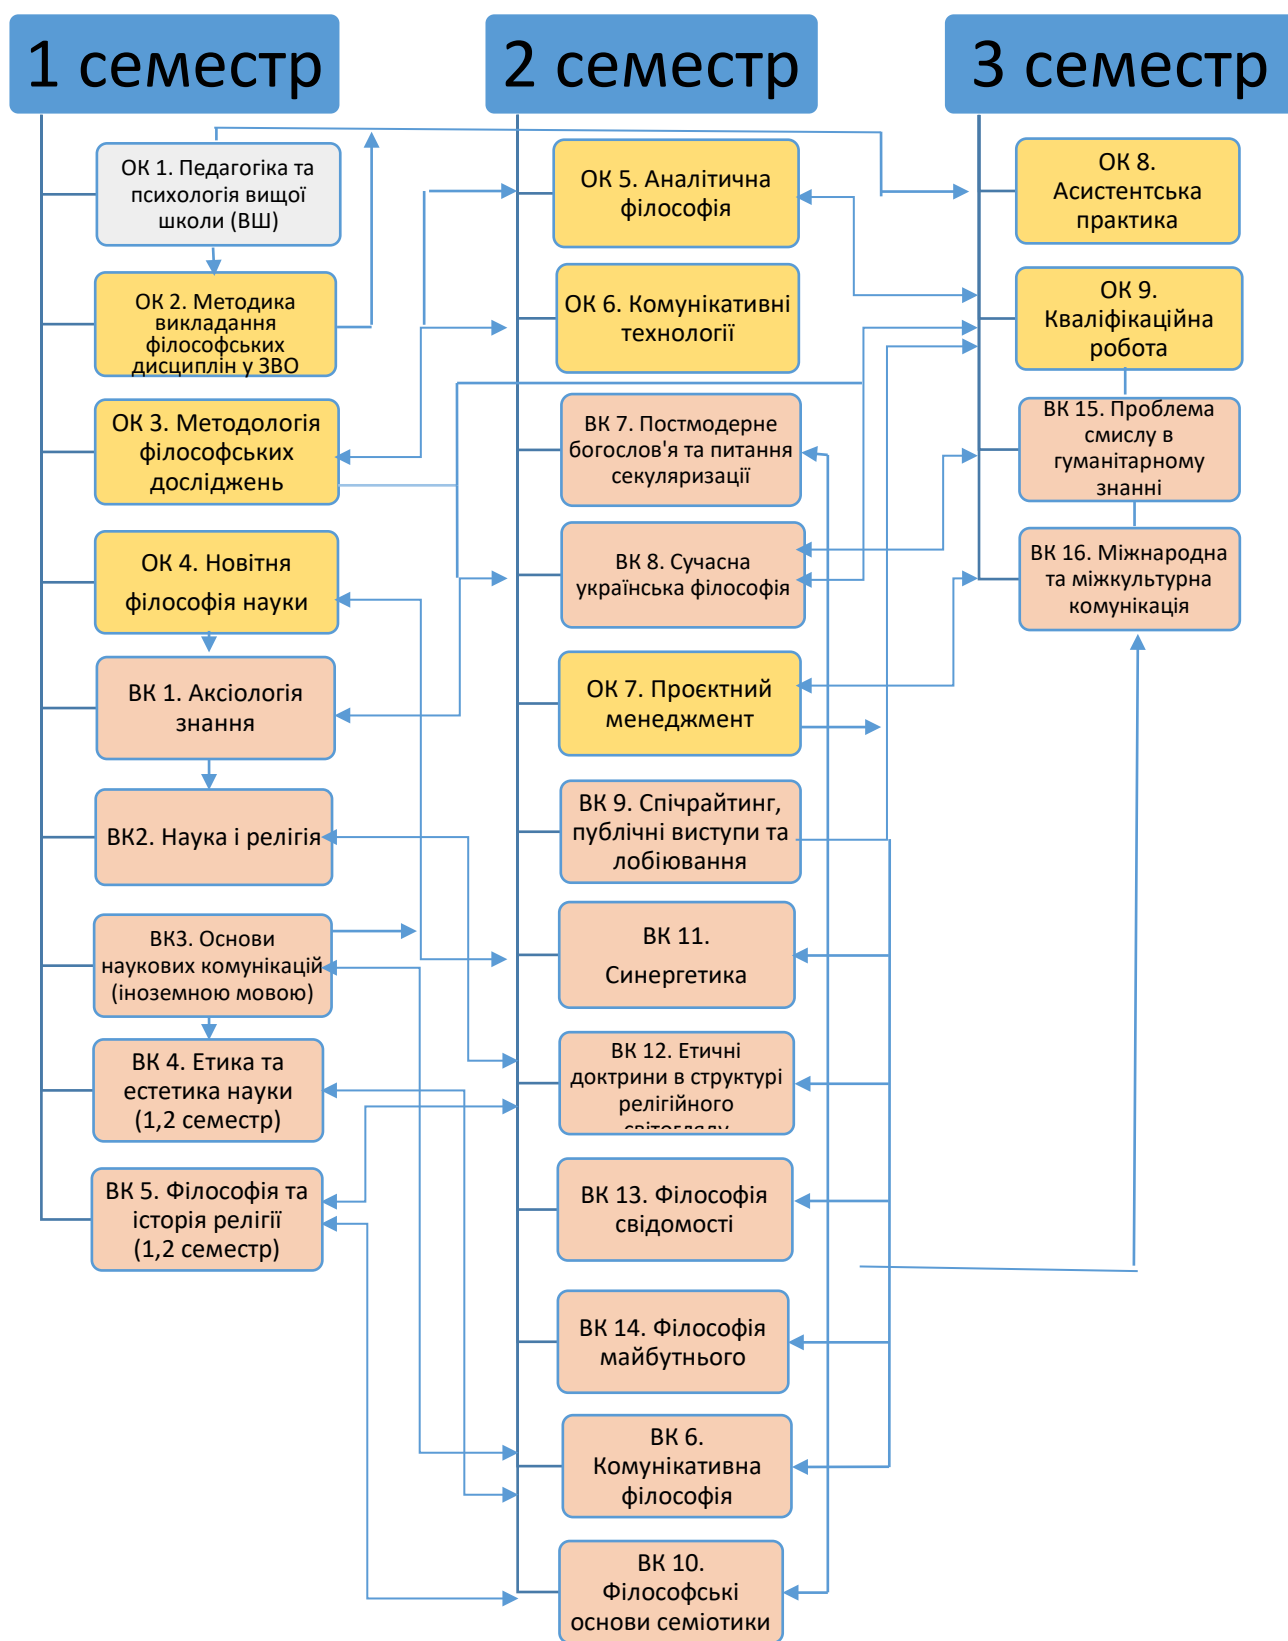 1 семестр
ОК 1. Педагогіка та
психологія вищої
школи (ВШ)
ОК 2. Методика
викладання
філософських
дисциплін у ЗВО
ОК 3. Методологія
філософських
досліджень
ОК 4. Новітня
філософія науки
ВК 1. Аксіологія
знання
ВК2. Наука і релігія
ВК3. Основи
наукових комунікацій
(іноземною мовою)
ВК 4. Етика та
естетика науки
(1,2 семестр)
ВК 5. Філософія та
історія релігії
(1,2 семестр)
2 семестр
ОК 5. Аналітична
філософія
ОК 6. Комунікативні
технології
ВК 7. Постмодерне
богослов'я та питання
секуляризації
ВК 8. Сучасна
українська філософія
ОК 7. Проєктний
менеджмент
ВК 9. Спічрайтинг,
публічні виступи та
лобіювання
ВК 11.
Синергетика
ВК 12. Етичні
доктрини в структурі
релігійного
світогляду
ВК 13. Філософія
свідомості
ВК 14. Філософія
майбутнього
ВК 6.
Комунікативна
філософія
ВК 10.
Філософські
основи семіотики
3 семестр
ОК 8.
Асистентська
практика
ОК 9.
Кваліфікаційна
робота
ВК 15. Проблема
смислу в
гуманітарному
знанні
ВК 16. Міжнародна
та міжкультурна
комунікація